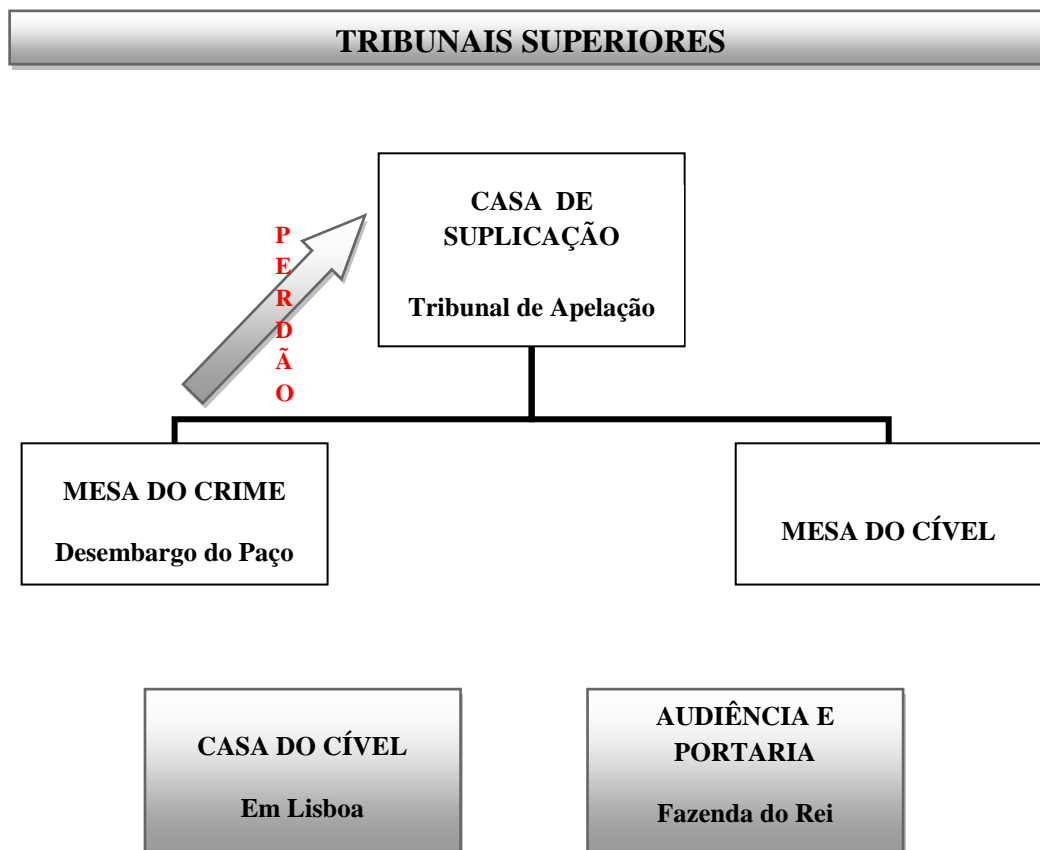 TRIBUNAIS SUPERIORES
CASA DE
SUPLICAÇÃO
Tribunal de Apelação
P
E
R
D
Ã
O
MESA DO CRIME
Desembargo do Paço
MESA DO CÍVEL
CASA DO CÍVEL
Em Lisboa
AUDIÊNCIA E
PORTARIA
Fazenda do Rei